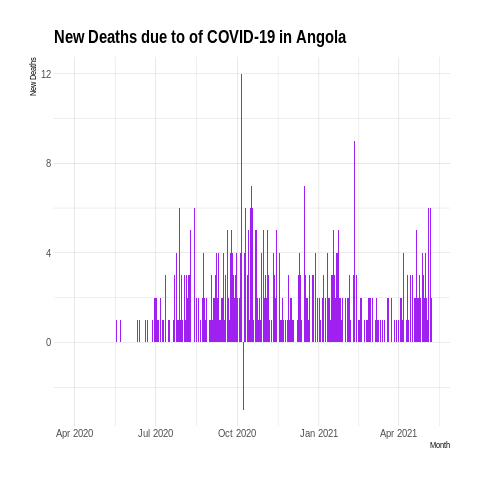 New Deaths due to of COVID-19 in Angola
New Deaths
12
8
4
0
Apr 2020 Jul 2020 Oct 2020 Jan 2021 Apr 2021
Month